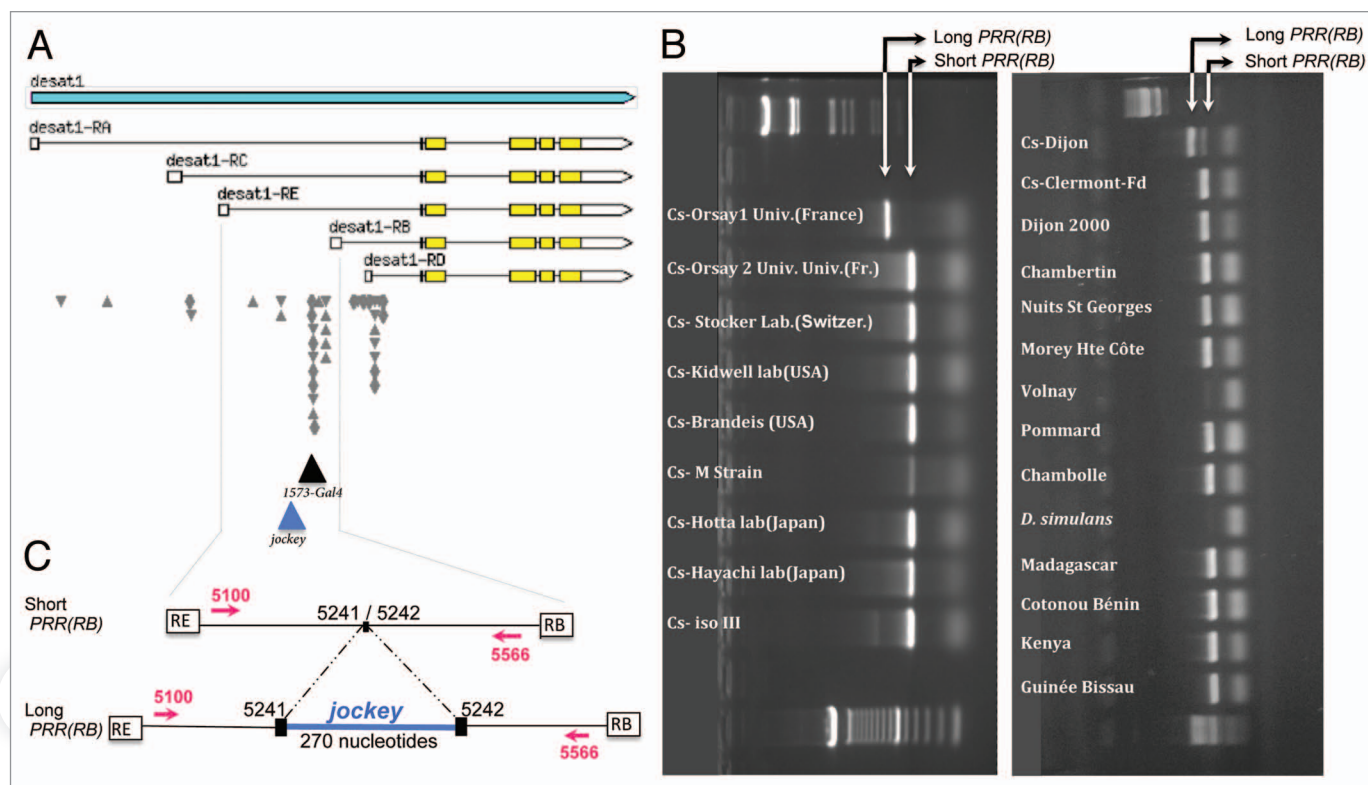 A
desat1
desat1-RA
desat1-RC
desat1-RE
desat1-RB
desat1-RD
1573-Gal4
jockey
C
Short
PRR(RB)
RE
5100
5241 / 5242
5566
RB
Long
PRR(RB)
RE
5100
5241
jockey
270 nucleotides
5242
5566
RB
B
Long PRR(RB)
Short PRR(RB)
Cs-Orsay1 Univ.(France)
Cs-Orsay 2 Univ. Univ.(Fr.)
Cs- Stocker Lab.(Switzer.)
Cs-Kidwell lab(USA)
Cs-Brandeis (USA)
Cs- M Strain
Cs-Hotta lab(Japan)
Cs-Hayachi lab(Japan)
Cs- iso III
Long PRR(RB)
Short PRR(RB)
Cs-Dijon
Cs-Clermont-Fd
Dijon 2000
Chambertin
Nuits St Georges
Morey Hte Côte
Volnay
Pommard
Chambolle
D. simulans
Madagascar
Cotonou Bénin
Kenya
Guinée Bissau